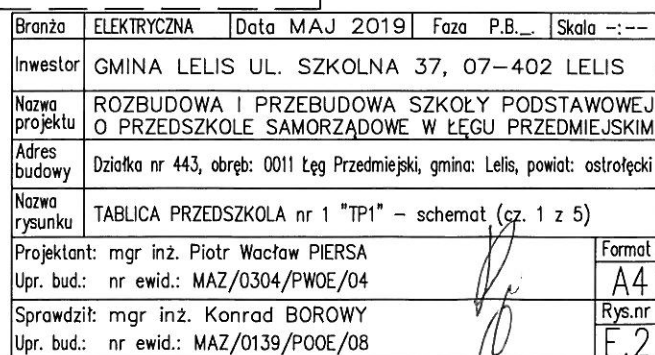 Branża ELEKTRYCZNA Data MAJ 2019 Faza P.B._. Skala -:--
Inwestor GMINA LELIS UL. SZKOLNA 37, 07-402 LELIS
Nazwa projektu ROZBUDOWA I PRZEBUDOWA SZKOŁY PODSTAWOWEJ
O PRZEDSZKOLE SAMORZĄDOWE W ŁĘGU PRZEDMIEJSKIM
Adres budowy Działka nr 443, obręb: 0011 Łęg Przedmiejski, gmina: Lelis, powiat: ostrołęcki
Nazwa rysunku TABLICA PRZEDSZKOLA nr 1 "TP1" - schemat (cz. 1 z 5)
Projektant: mgr inż. Piotr Wacław PIERSA Format
Upr. bud.: nr ewid.: MAZ/0304/PWOE/04 A4
Sprawdził: mgr inż. Konrad BOROWY Rys.nr
Upr. bud.: nr ewid.: MAZ/0139/POOE/08 E.2